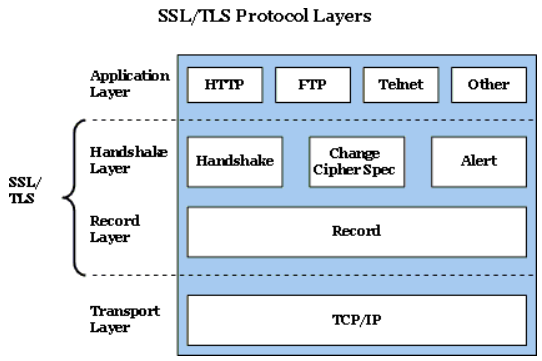 SSL/TLS Protocol Layers
Application
Layer
HTTP
FTP
Telnet
Other
SSL/
TLS
Handshake
Layer
Handshake
Change
Cipher Spec
Alert
Record
Layer
Record
Transport
Layer
TCP/IP